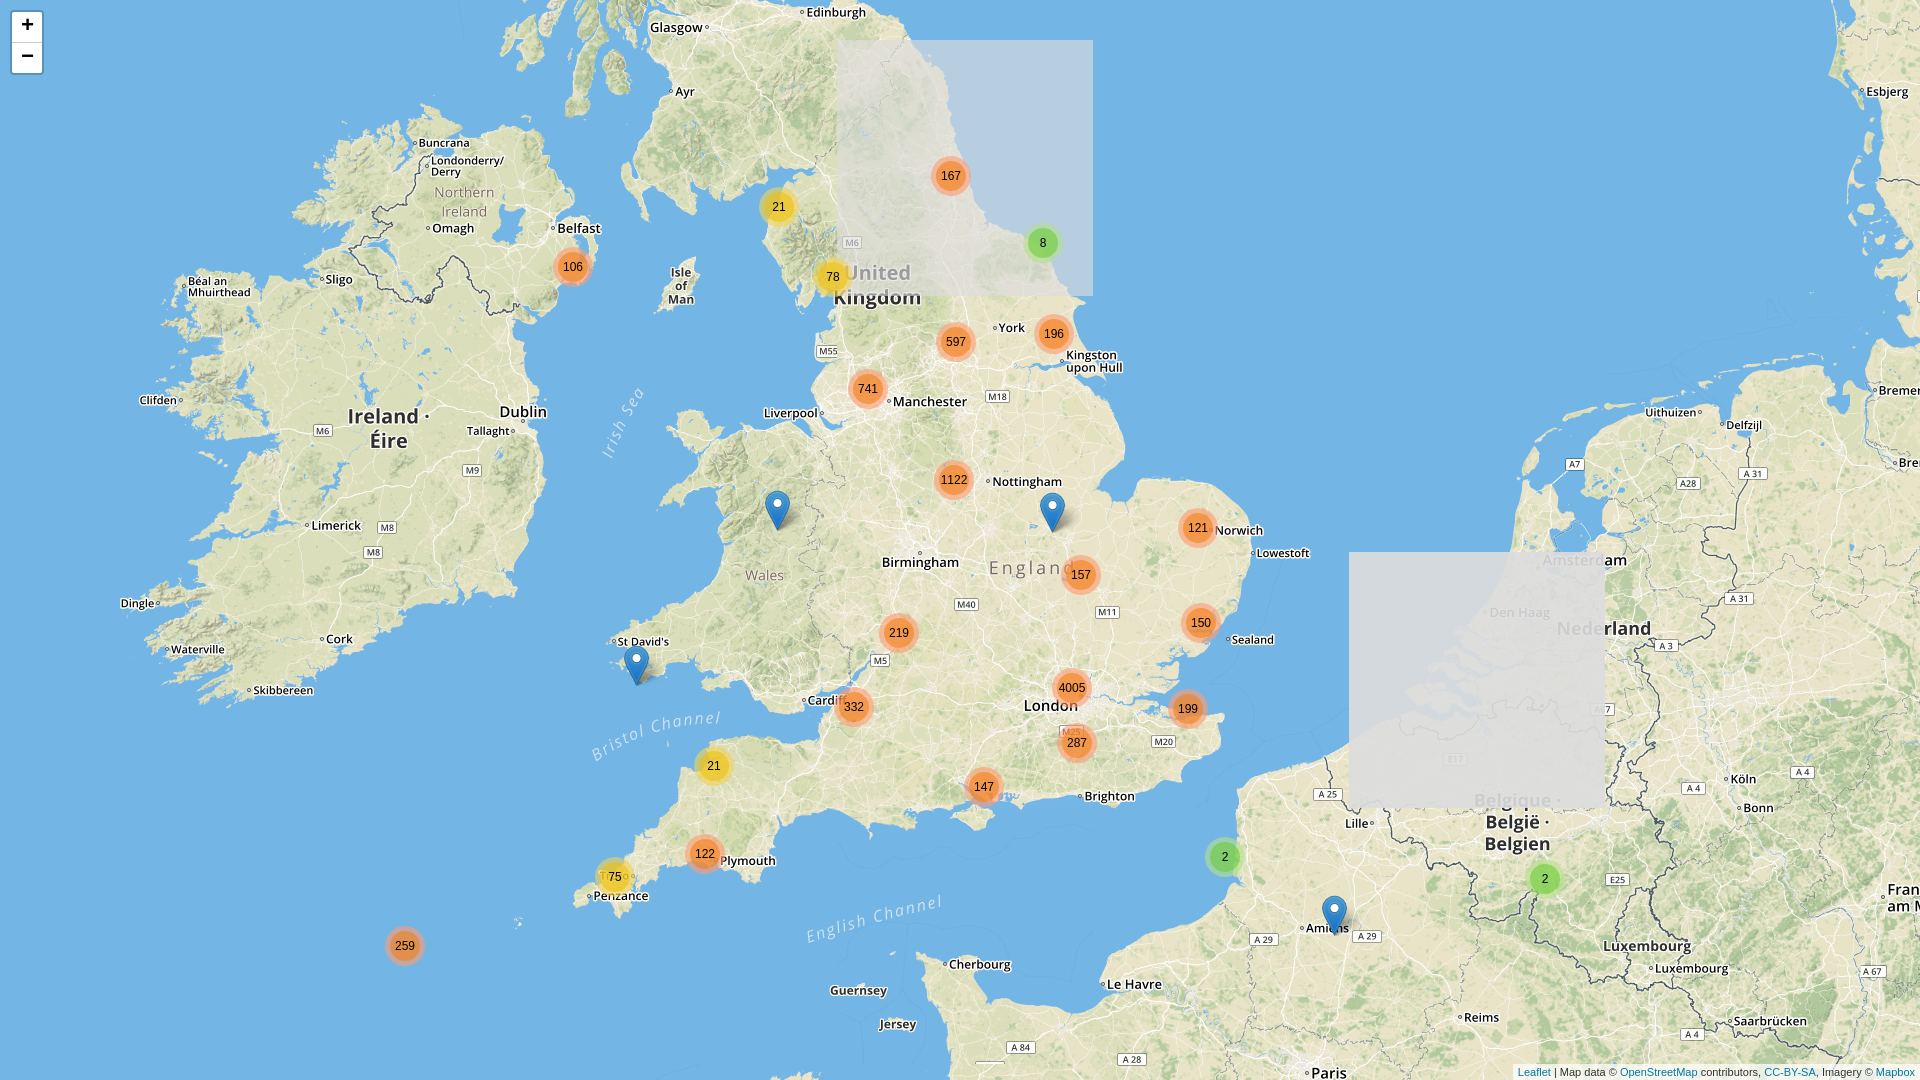 +
−
Edinburgh
Glasgow
Ayr
Esbjerg
Buncrana
Londonderry/
Derry
Northern
Ireland
Omagh
Belfast
167
21
8
M6
106
78
United
Kingdom
Isle
of
Man
Béal an
Mhuirthead
Sligo
York
196
597
M55
Kingston
upon Hull
741
Manchester
M18
Liverpool
Irish Sea
Clifden
Ireland ·
Éire
Dublin
Tallaght
M6
M9
Bremer
Uithuizen
Delfzijl
A7
A 31
A28
Bre
1122
Nottingham
Limerick
M8
M8
121
Norwich
Lowestoft
Birmingham
England
157
Wales
Amsterdam
Dingle
M40
M11
Den Haag
A 31
Nederland
219
150
Sealand
Cork
Waterville
St David's
A 3
M5
Skibbereen
4005
London
Cardiff
332
199
7
Bristol Channel
M25
287
M20
E17
21
147
Brighton
A 25
Köln
A 4
A 4
Bonn
Belgique ·
België ·
Belgien
Lille
122
Plymouth
2
75
Penzance
2
E25
Fran
am M
English Channel
Amiens
A 29
A 29
259
Luxembourg
Luxembourg
A 67
Cherbourg
Le Havre
Guernsey
Jersey
Reims
Saarbrücken
A 4
A 84
A 28
Paris
Leaflet | Map data © OpenStreetMap contributors, CC-BY-SA, Imagery © Mapbox